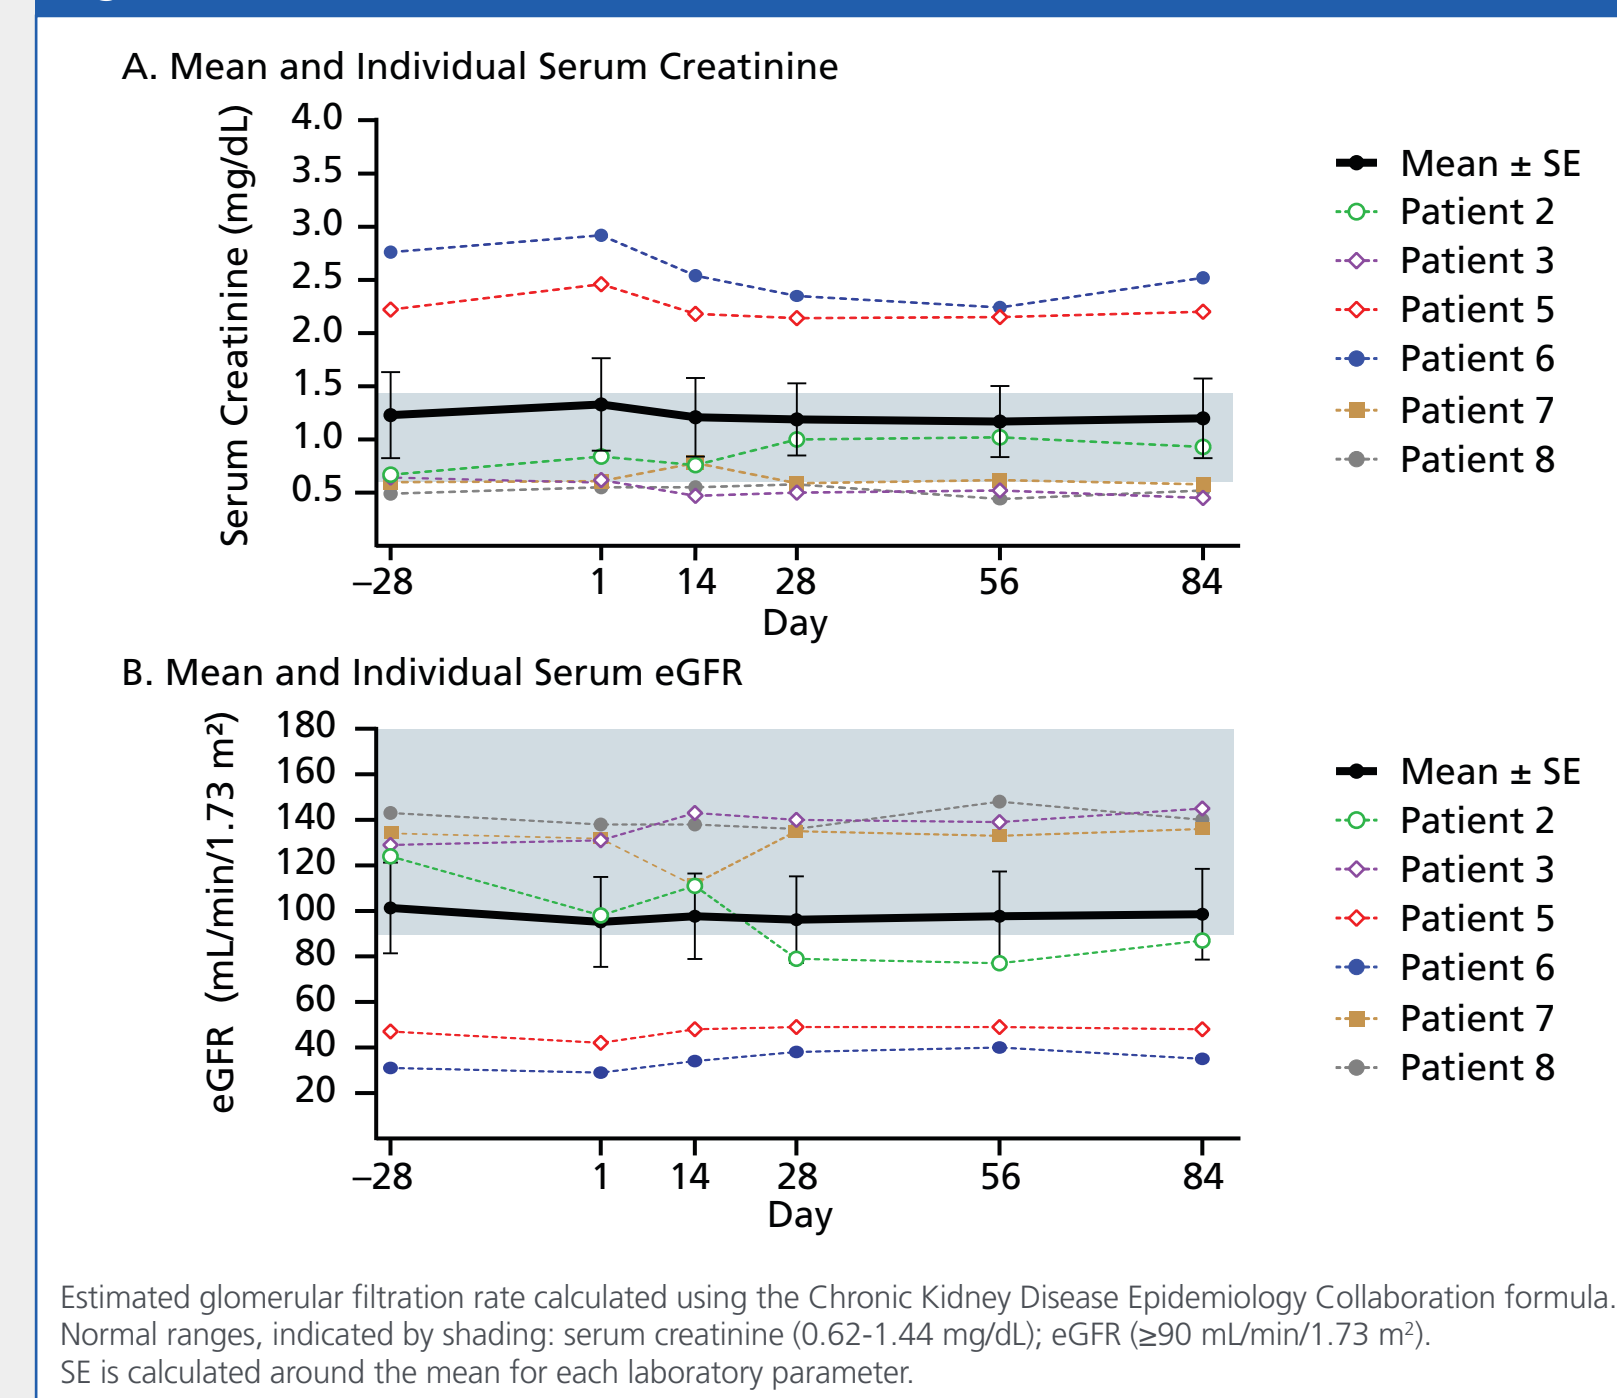 A. Mean and Individual Serum Creatinine
Serum Creatinine (mg/dL)
4.0
3.5
3.0
2.5
2.0
1.5
1.0
0.5
–28 1 14 28 56 84
Day
Mean ± SE
Patient 2
Patient 3
Patient 5
Patient 6
Patient 7
Patient 8
B. Mean and Individual Serum eGFR
eGFR (mL/min/1.73 m²)
180
160
140
120
100
80
60
40
20
–28 1 14 28 56 84
Day
Mean ± SE
Patient 2
Patient 3
Patient 5
Patient 6
Patient 7
Patient 8
Estimated glomerular filtration rate calculated using the Chronic Kidney Disease Epidemiology Collaboration formula.
Normal ranges, indicated by shading: serum creatinine (0.62-1.44 mg/dL); eGFR (≥90 mL/min/1.73 m²).
SE is calculated around the mean for each laboratory parameter.